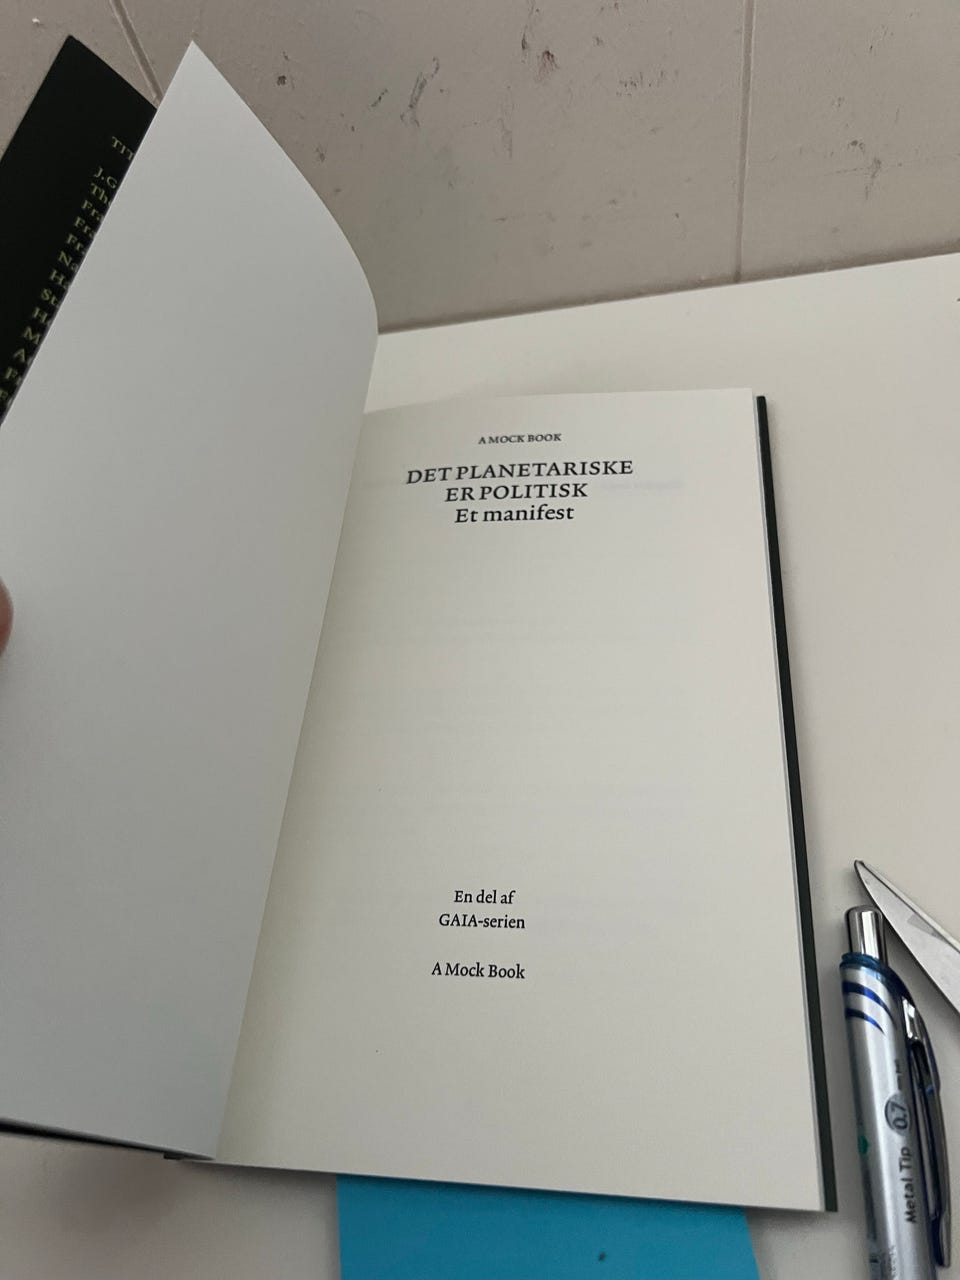 A MOCK BOOK
DET PLANETARISKE
ER POLITISK
Et manifest
En del af
GAIA-serien
A Mock Book
0.7
Metal Tip